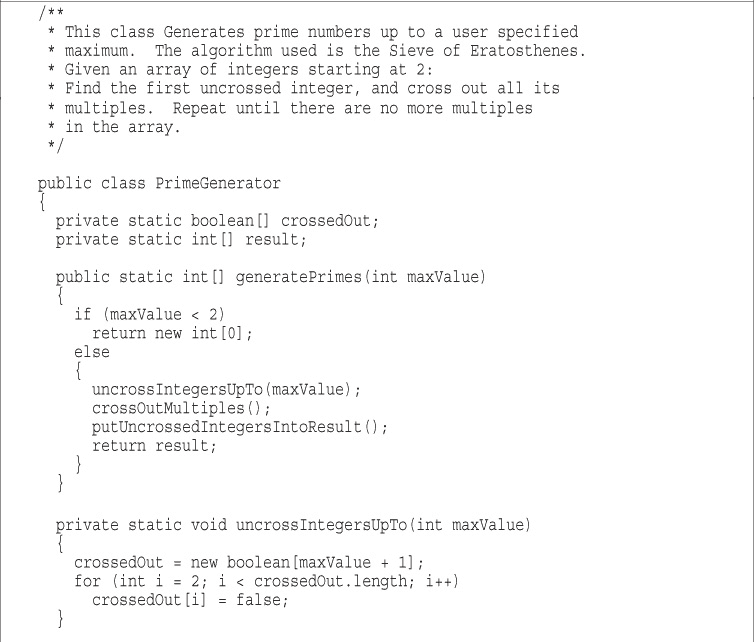 /**
 * This class Generates prime numbers up to a user specified
 * maximum.  The algorithm used is the Sieve of Eratosthenes.
 * Given an array of integers starting at 2:
 * Find the first uncrossed integer, and cross out all its
 * multiples.  Repeat until there are no more multiples
 * in the array.
 */

public class PrimeGenerator
{
  private static boolean[] crossedOut;
  private static int[] result;

  public static int[] generatePrimes(int maxValue)
  {
    if (maxValue < 2)
      return new int[0];
    else
    {
      uncrossIntegersUpTo(maxValue);
      crossOutMultiples();
      putUncrossedIntegersIntoResult();
      return result;
    }
  }

  private static void uncrossIntegersUpTo(int maxValue)
  {
    crossedOut = new boolean[maxValue + 1];
    for (int i = 2; i < crossedOut.length; i++)
      crossedOut[i] = false;
  }